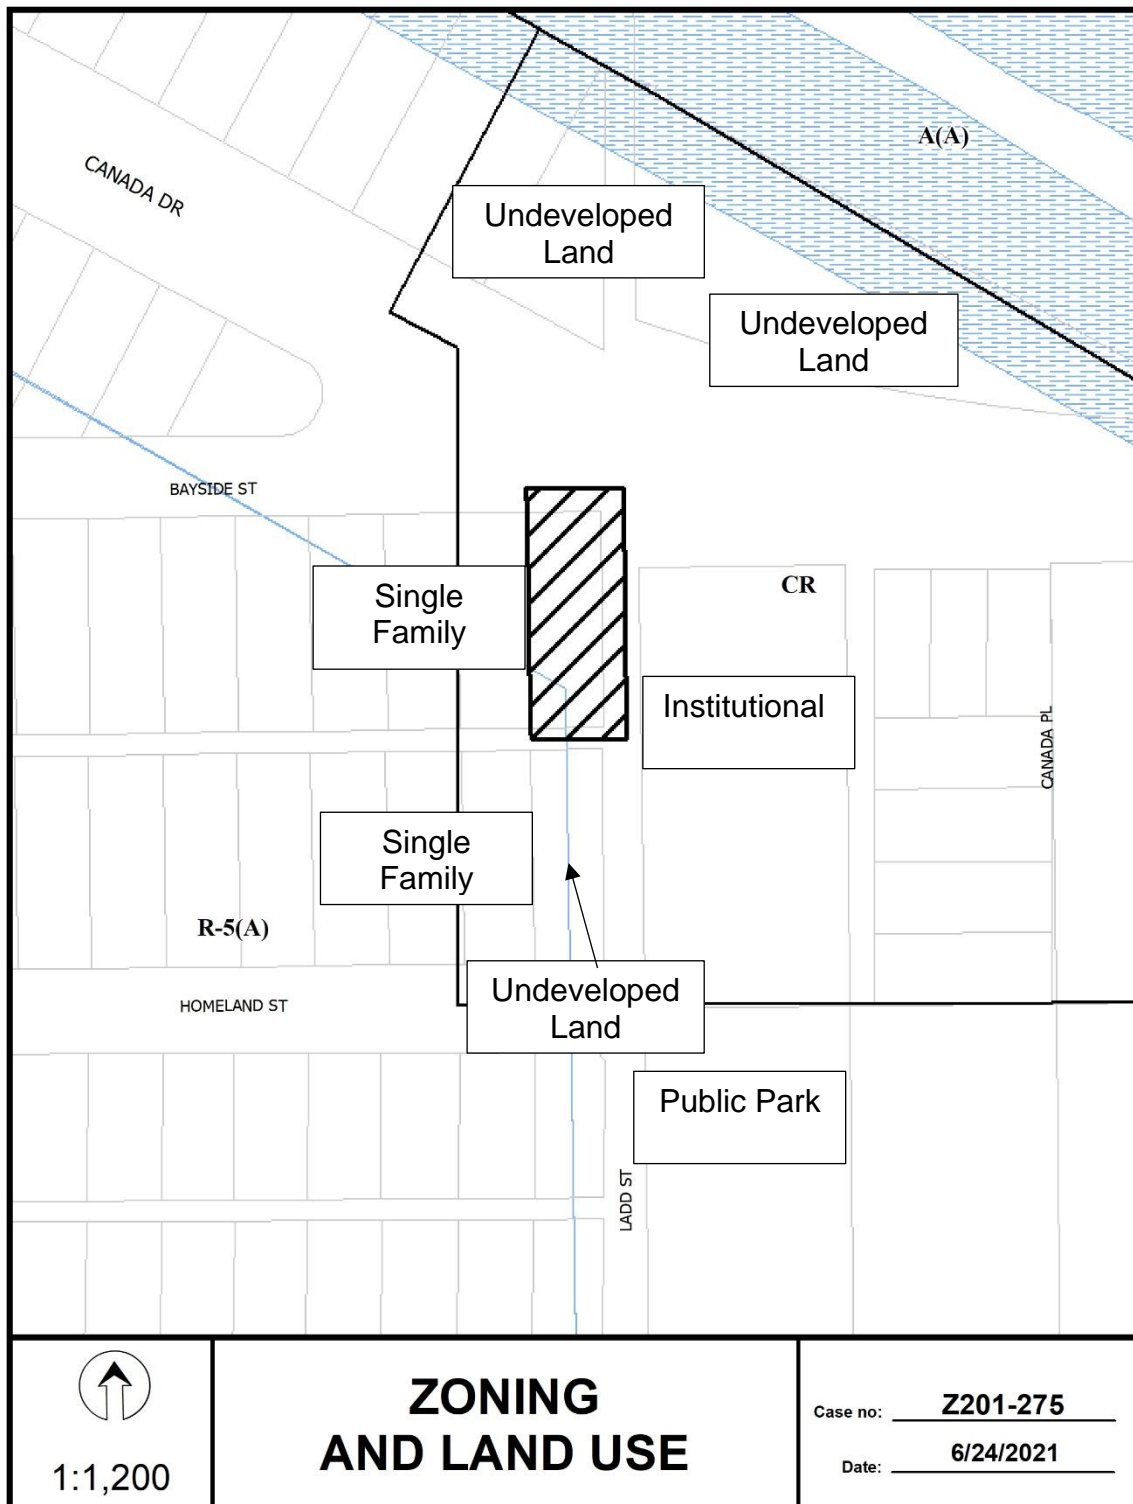 A(A)
CANADA DR
Undeveloped
Land
Undeveloped
Land
BAYSIDE ST
Single
Family
CR
Institutional
CANADA PL
Single
Family
R-5(A)
HOMELAND ST
Undeveloped
Land
Public Park
LADD ST
1:1,200
ZONING
AND LAND USE
Case no: Z201-275
Date: 6/24/2021